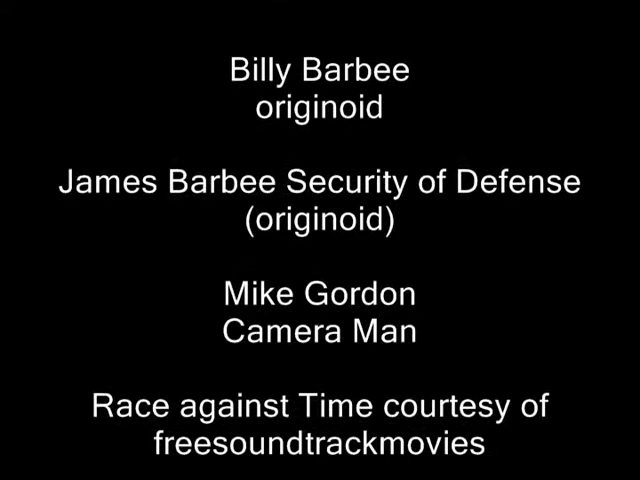 Billy Barbee
originoid
James Barbee Security of Defense
(originoid)
Mike Gordon
Camera Man
Race against Time courtesy of
freesoundtrackmovies